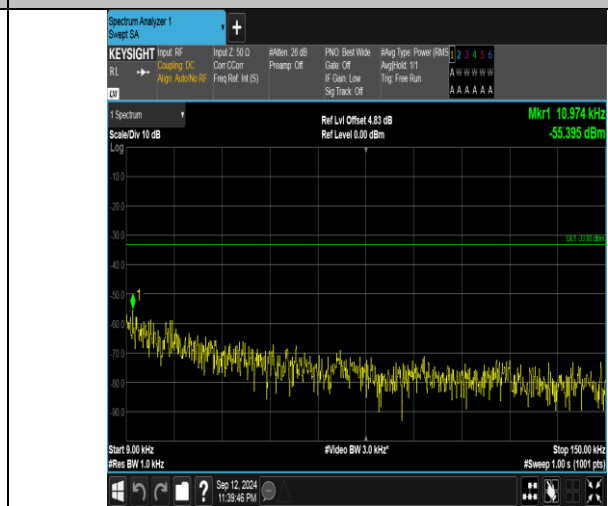 Spectrum Analyzer 1
Swept SA
+
KEYSIGHT
RL
Input: RF
Coupling: DC
Align: Auto/No RF
Input Z: 50 Ω
Corr CCorr
Freq Ref: Int (S)
#Atten: 26 dB
Preamp: Off
PNO: Best Wide
Gate: Off
IF Gain: Low
Sig Track: Off
#Avg Type: Power (RMS
Avg|Hold: 1/1
Trig: Free Run
1 2 3 4 5 6
A W W W W W
A A A A A A
1 Spectrum
Scale/Div 10 dB
Ref Lvl Offset 4.83 dB
Ref Level 0.00 dBm
Mkr1 10.974 kHz
-55.395 dBm
Log
-10.0
-20.0
-30.0
DL1 -33.00 dBm
-40.0
-50.0
1
-60.0
-70.0
-80.0
-90.0
Start 9.00 kHz
#Res BW 1.0 kHz
#Video BW 3.0 kHz*
Stop 150.00 kHz
#Sweep 1.00 s (1001 pts)
?
Sep 12, 2024
11:39:46 PM